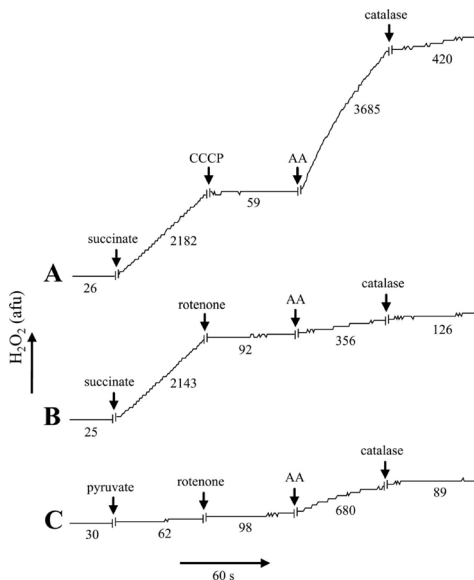 catalase
420
3685
CCCP
AA
59
succinate
2182
A
26
rotenone
AA
catalase
92
356
126
succinate
2143
B
25
H₂O₂ (afu)
pyruvate
rotenone
AA
catalase
C
30
62
98
680
89
60 s